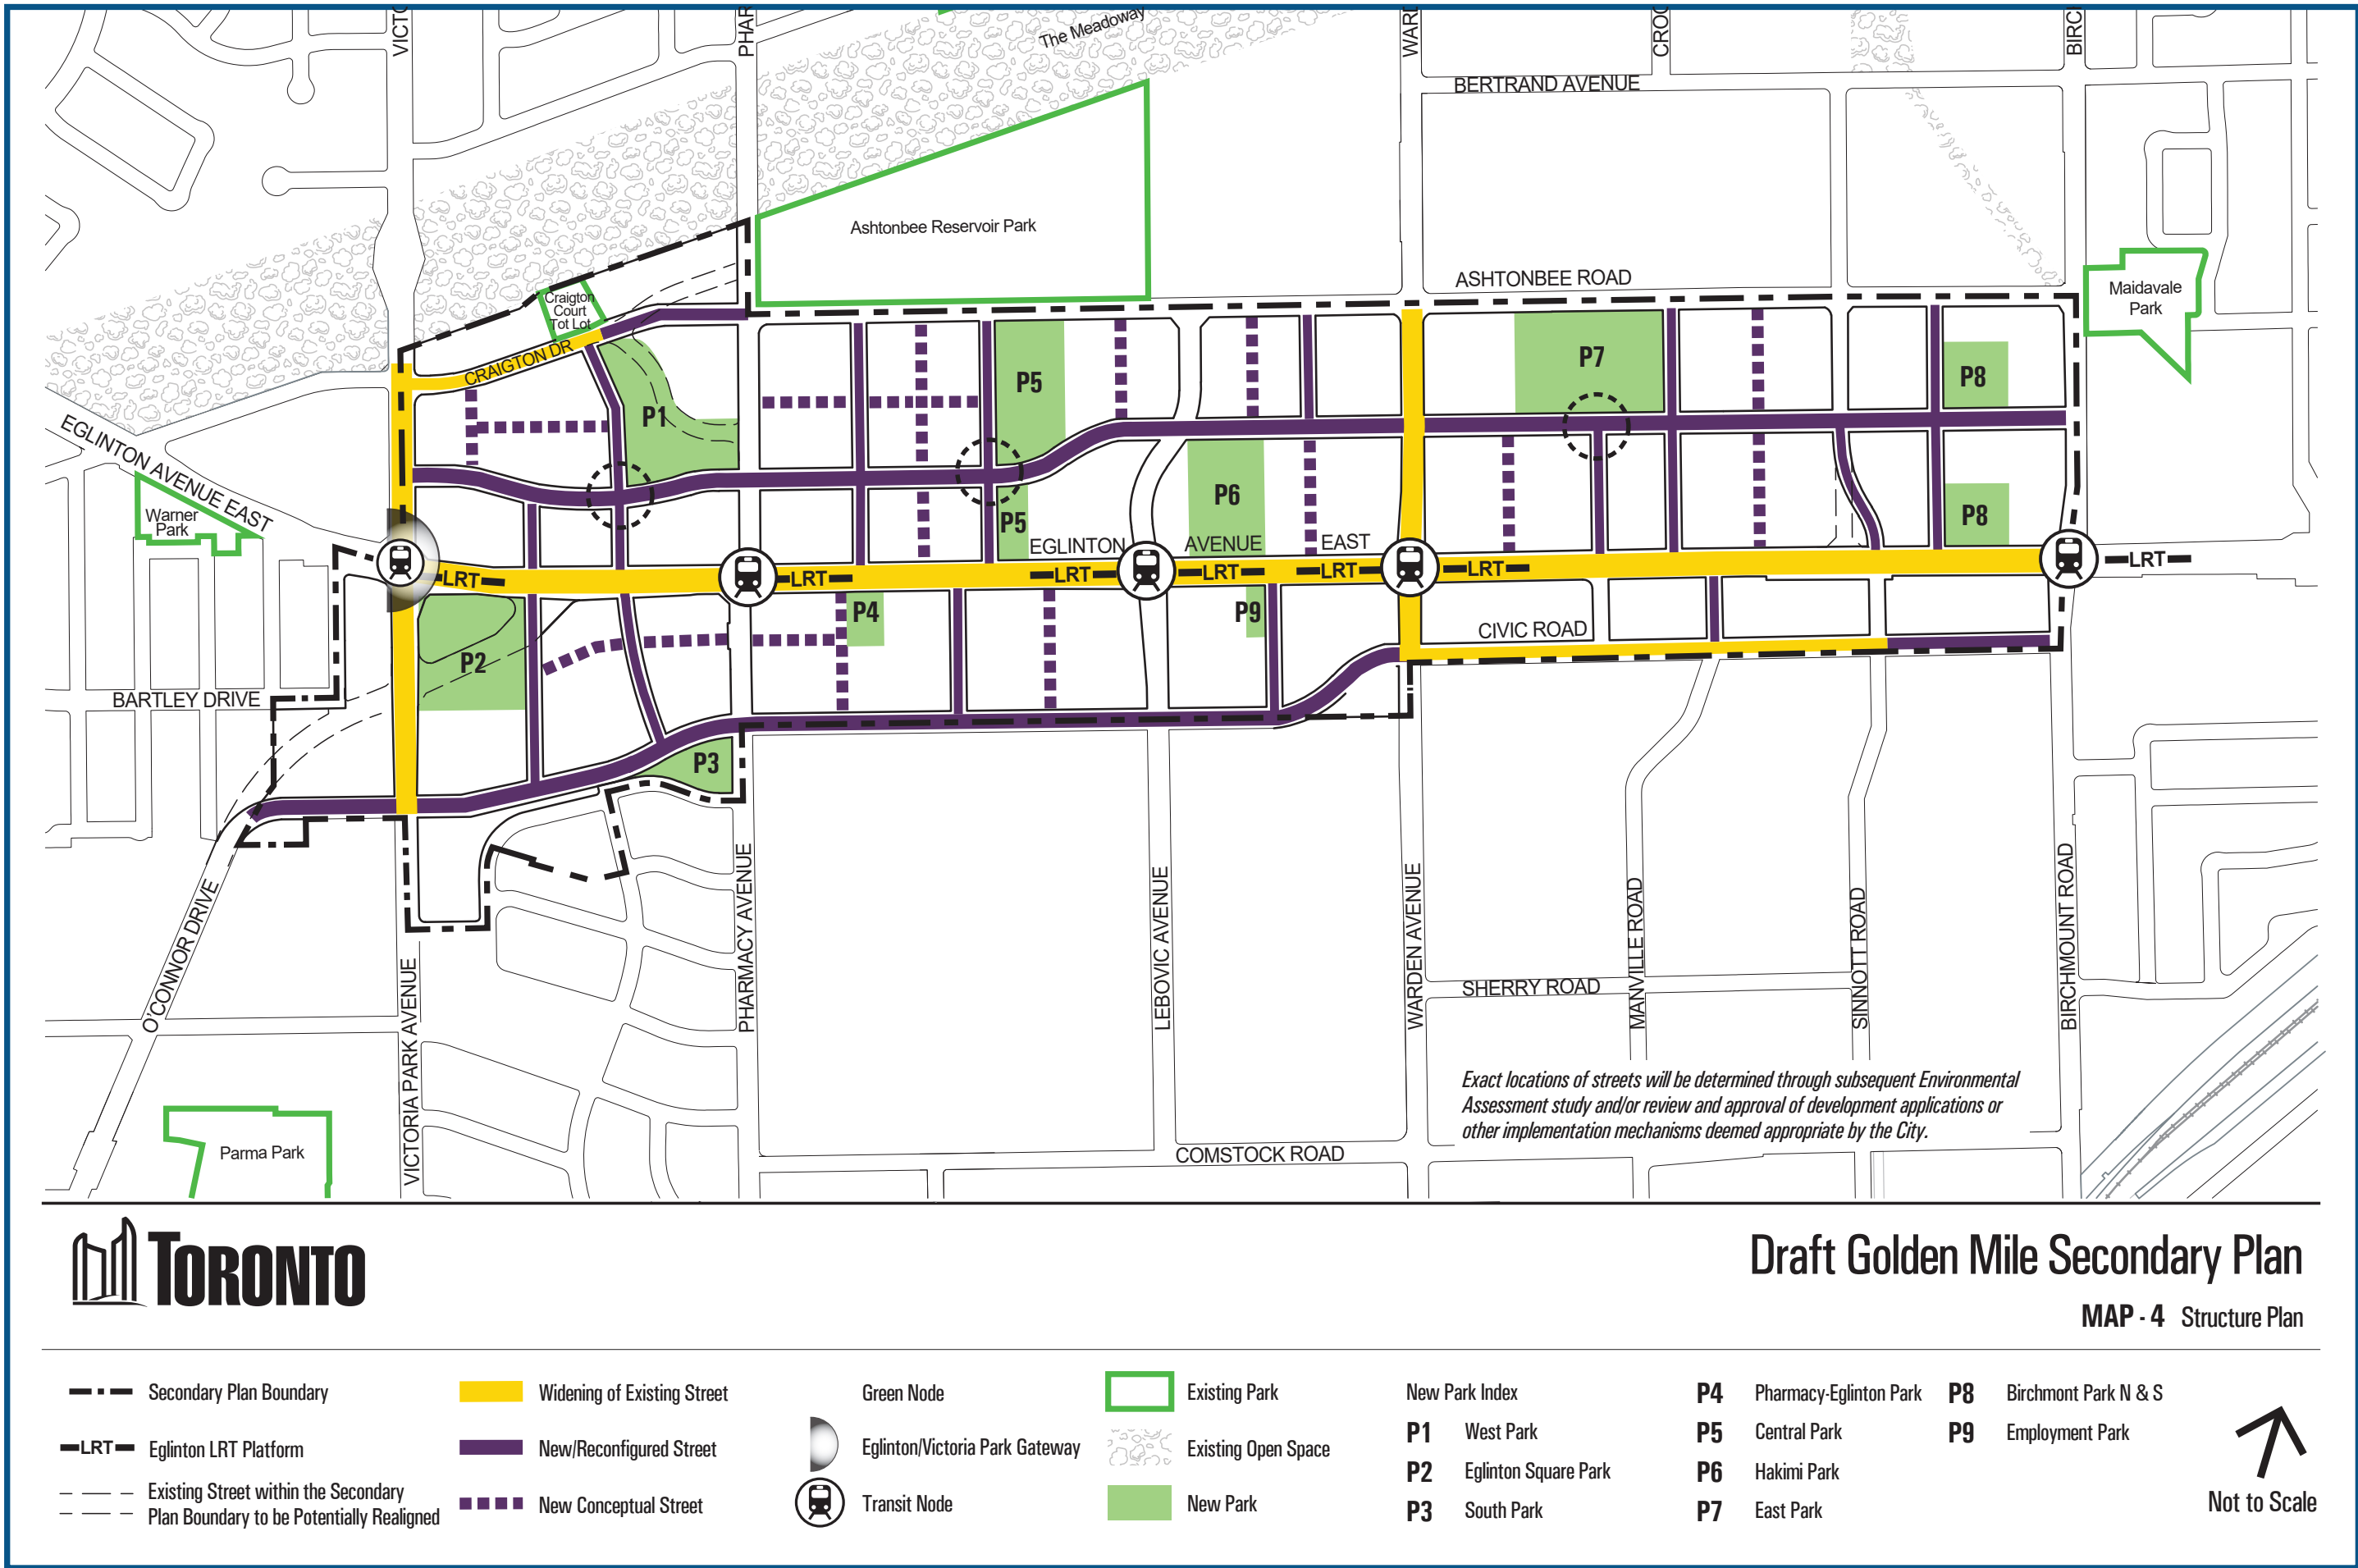 VICTO
PHAR
The Meadoway
WARD
CROC
BIRCH
BERTRAND AVENUE
Ashtonbee Reservoir Park
ASHTONBEE ROAD
Maidavale
Park
Craigton
Court
Tot Lot
CRAIGTON DR
P1
P5
P7
P8
EGLINTON AVENUE EAST
Warner
Park
P6
P5
P8
EGLINTON AVENUE EAST
LRT
LRT
LRT
LRT
LRT
LRT
LRT
P4
P9
CIVIC ROAD
P2
BARTLEY DRIVE
P3
O'CONNOR DRIVE
VICTORIA PARK AVENUE
PHARMACY AVENUE
LEBOVIC AVENUE
WARDEN AVENUE
MANVILLE ROAD
SINNOTT ROAD
BIRCHMOUNT ROAD
SHERRY ROAD
Exact locations of streets will be determined through subsequent Environmental
Assessment study and/or review and approval of development applications or
other implementation mechanisms deemed appropriate by the City.
Parma Park
COMSTOCK ROAD
TORONTO
Draft Golden Mile Secondary Plan
MAP - 4 Structure Plan
Secondary Plan Boundary
LRT Eglinton LRT Platform
Existing Street within the Secondary
Plan Boundary to be Potentially Realigned
Widening of Existing Street
New/Reconfigured Street
New Conceptual Street
Green Node
Eglinton/Victoria Park Gateway
Transit Node
Existing Park
Existing Open Space
New Park
New Park Index
P1 West Park
P2 Eglinton Square Park
P3 South Park
P4 Pharmacy-Eglinton Park
P5 Central Park
P6 Hakimi Park
P7 East Park
P8 Birchmont Park N & S
P9 Employment Park
Not to Scale